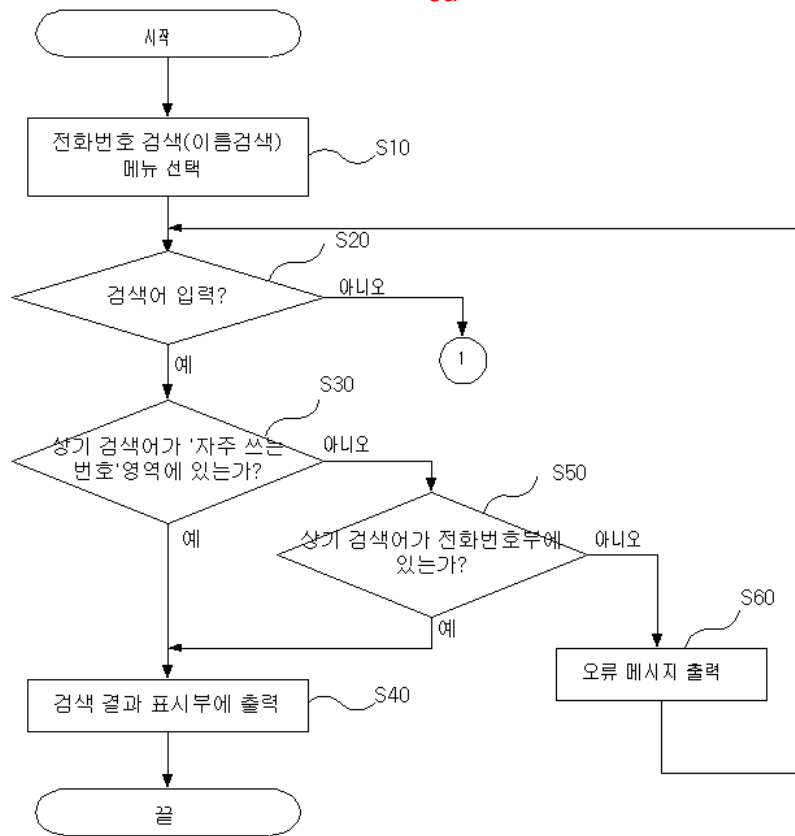 시작
전화번호 검색(이름검색)
메뉴 선택
S10
S20
검색어 입력?
아니오
1
예
S30
상기 검색어가 '자주 쓰는
번호'영역에 있는가?
아니오
예
S50
상기 검색어가 전화번호부에
있는가?
아니오
예
S60
오류 메시지 출력
검색 결과 표시부에 출력
S40
끝